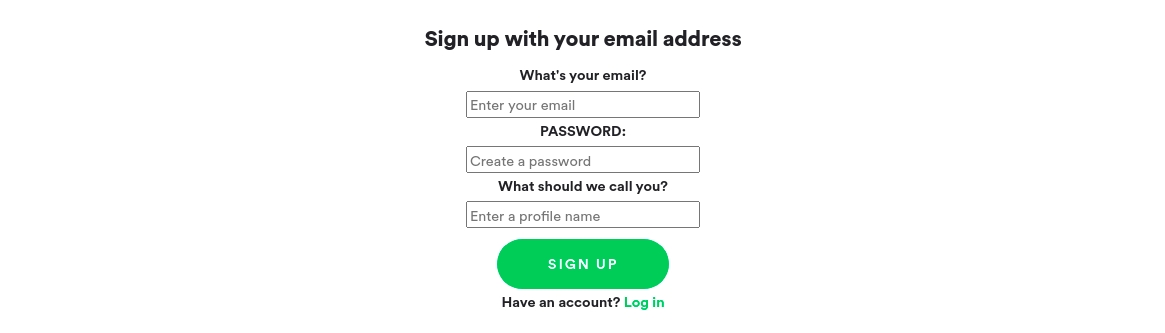 Sign up with your email address
What's your email?
Enter your email
PASSWORD:
Create a password
What should we call you?
Enter a profile name
SIGN UP
Have an account? Log in